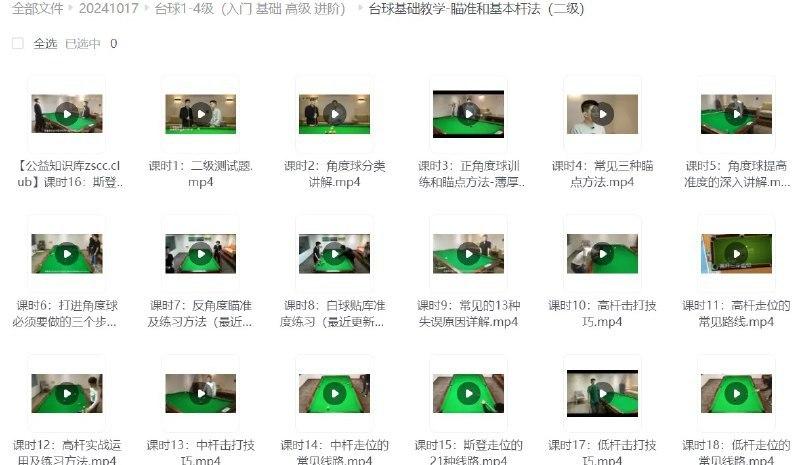 全部文件 20241017 台球1-4级（入门 基础 高级 进阶） 台球基础教学-瞄准和基本杆法（二级）
全选 已选中 0
【公益知识库zscc.cl
ub】课时16：斯登..
课时1：二级测试题.
mp4
课时2：角度球分类
讲解.mp4
课时3：正角度球训
练和瞄点方法-薄厚..
课时4：常见三种瞄
点方法.mp4
课时5：角度球提高
准度的深入讲解.m...
课时6：打进角度球
必须要做的三个步...
课时7：反角度瞄准
及练习方法（最近...
课时8：白球贴库准
度练习（最近更新...
课时9：常见的13种
失误原因详解.mp4
课时10：高杆击打技
巧.mp4
课时11：高杆走位的
常见路线.mp4
课时12：高杆实战运
用及练习方法.mp4
课时13：中杆击打技
巧.mp4
课时14：中杆走位的
常见线路.mp4
课时15：斯登走位的
21种线路.mp4
课时17：低杆击打技
巧.mp4
课时18：低杆走位的
常见线路.mp4